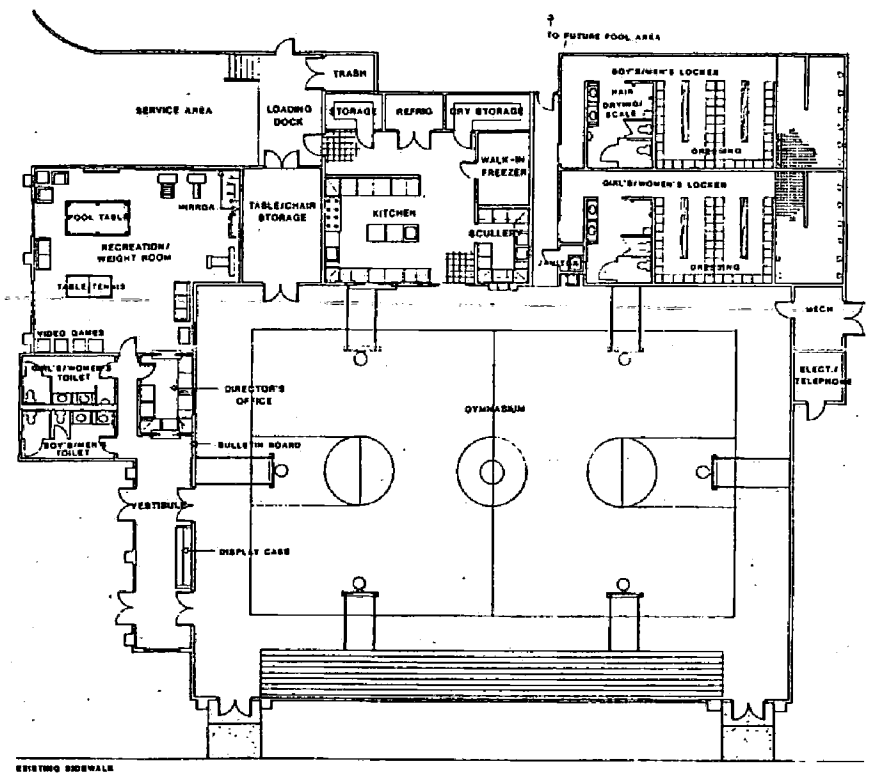 TO FUTURE POOL AREA
BOY'S/MEN'S LOCKER
TRASH
HAIR
DRYING/
SCALE
SERVICE AREA
LOADING
DOCK
STORAGE
REFRIG
DRY STORAGE
DRESSING
WALK-IN
FREEZER
GIRL'S/WOMEN'S LOCKER
MIRROR
TABLE/CHAIR
STORAGE
POOL TABLE
KITCHEN
SCULLERY
RECREATION/
WEIGHT ROOM
JANITOR
DRESSING
TABLE TENNIS
MECH
VIDEO GAMES
GIRL'S/WOMEN'S
TOILET
ELECT./
TELEPHONE
DIRECTOR'S
OFFICE
GYMNASIUM
BULLETIN BOARD
BOY'S/MEN'S
TOILET
VESTIBULE
DISPLAY CASE
EXISTING SIDEWALK